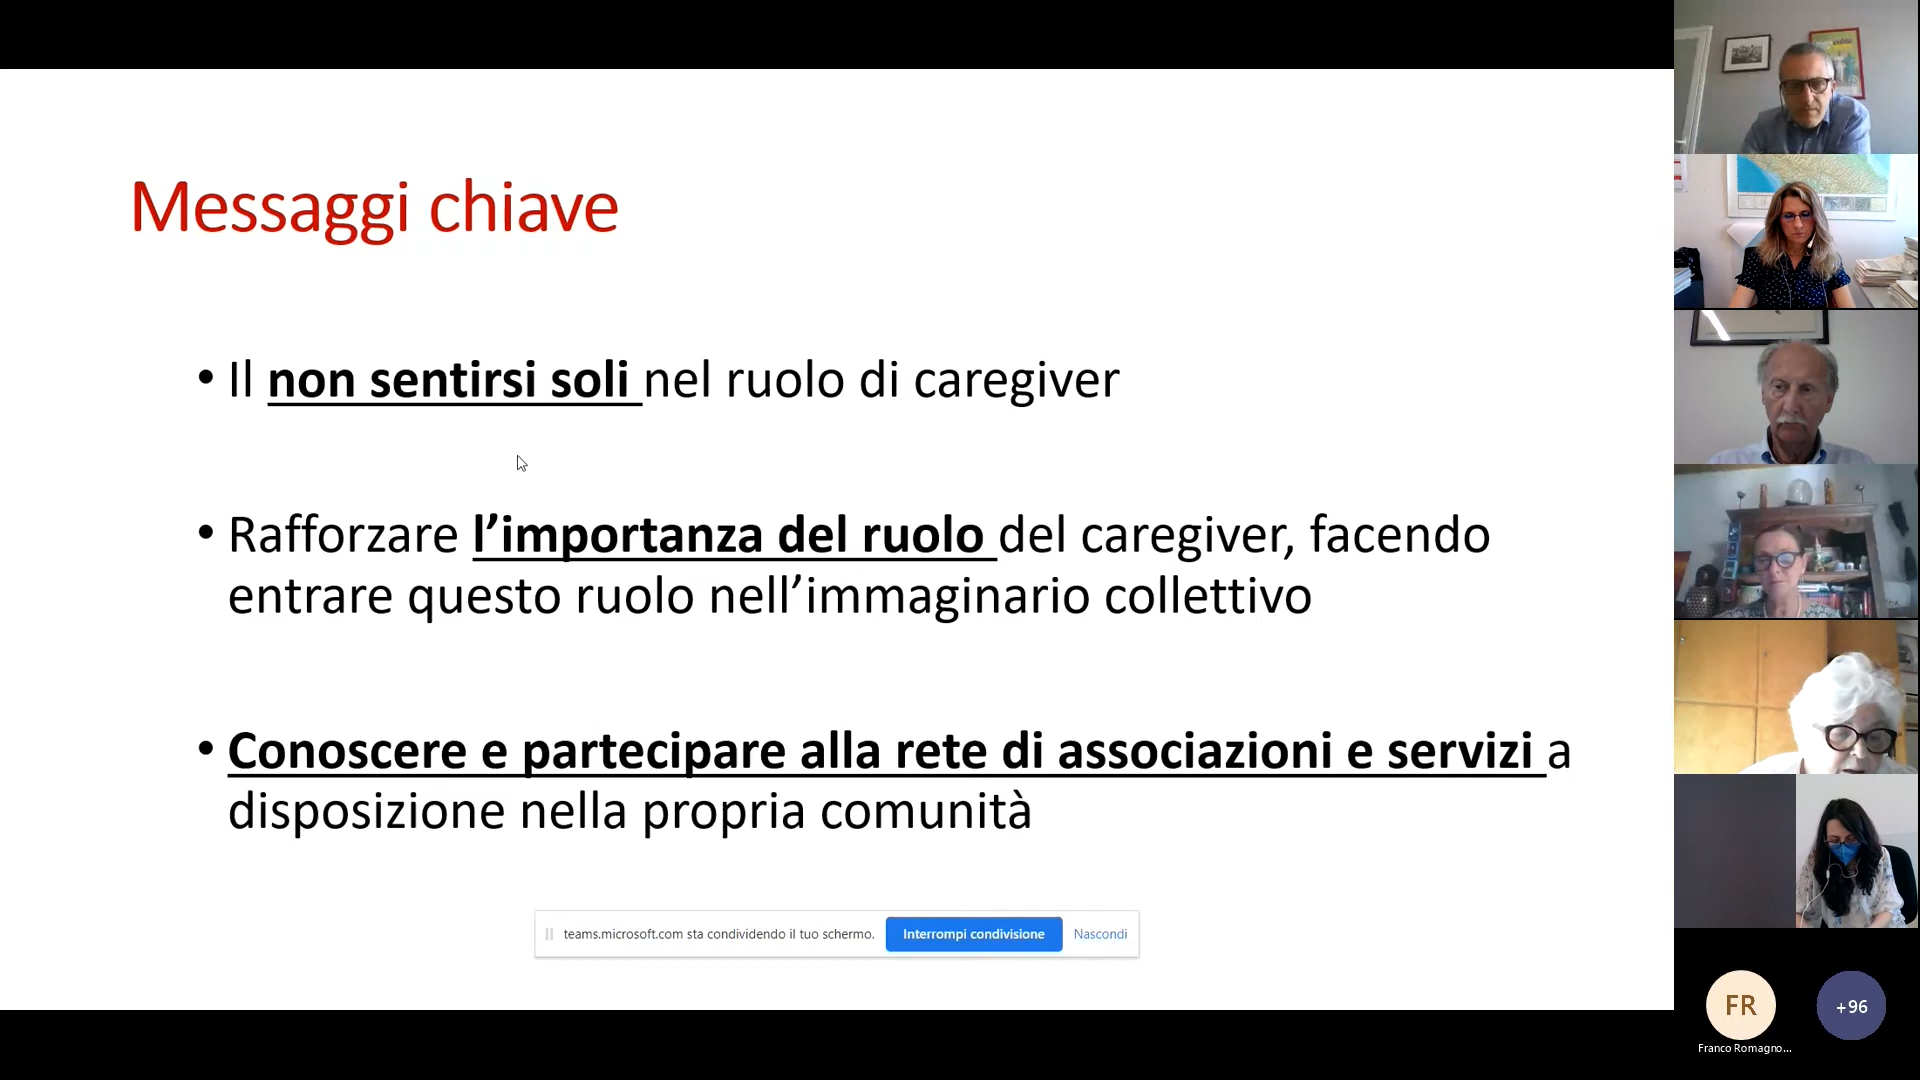 Messaggi chiave
• Il non sentirsi soli nel ruolo di caregiver
• Rafforzare l’importanza del ruolo del caregiver, facendo
entrare questo ruolo nell’immaginario collettivo
• Conoscere e partecipare alla rete di associazioni e servizi a
disposizione nella propria comunità
teams.microsoft.com sta condividendo il tuo schermo. Interrompi condivisione Nascondi
FR
+96
Franco Romagno...